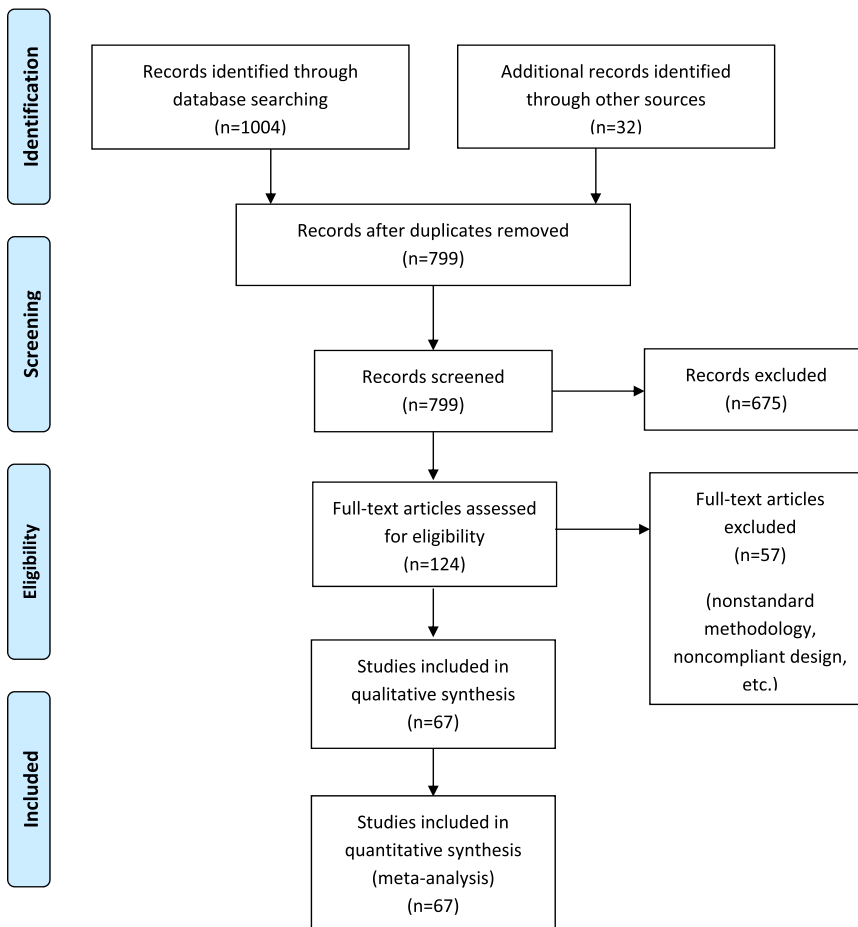 Identification
Records identified through
database searching
(n=1004)
Additional records identified
through other sources
(n=32)
Records after duplicates removed
(n=799)
Screening
Records screened
(n=799)
Records excluded
(n=675)
Eligibility
Full-text articles assessed
for eligibility
(n=124)
Full-text articles
excluded
(n=57)
(nonstandard
methodology,
noncompliant design,
etc.)
Studies included in
qualitative synthesis
(n=67)
Included
Studies included in
quantitative synthesis
(meta-analysis)
(n=67)